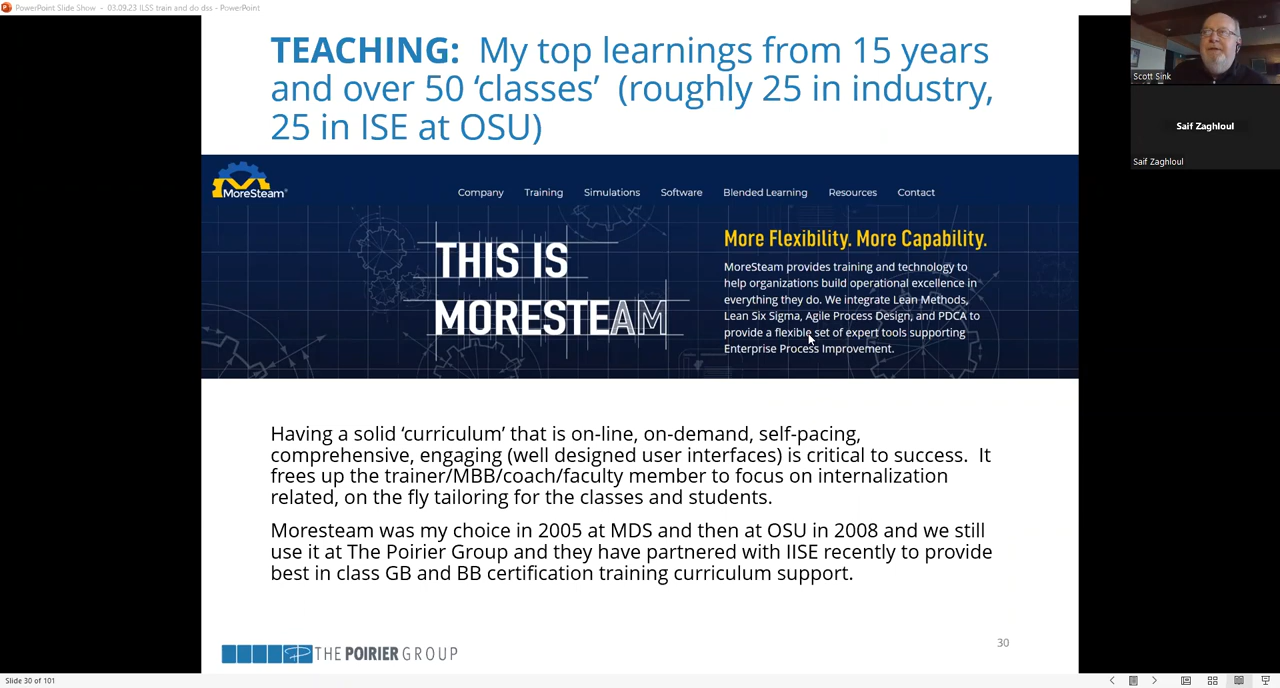 PowerPoint Slide Show - 03.09.23 ILSS train and do dss - PowerPoint
TEACHING: My top learnings from 15 years
and over 50 ‘classes’ (roughly 25 in industry,
25 in ISE at OSU)
Scott Sink
Saif Zaghloul
Saif Zaghloul
MoreSteam®
Company Training Simulations Software Blended Learning Resources Contact
THIS IS
MORESTEAM
More Flexibility. More Capability.
MoreSteam provides training and technology to
help organizations build operational excellence in
everything they do. We integrate Lean Methods,
Lean Six Sigma, Agile Process Design, and PDCA to
provide a flexible set of expert tools supporting
Enterprise Process Improvement.
Having a solid ‘curriculum’ that is on-line, on-demand, self-pacing,
comprehensive, engaging (well designed user interfaces) is critical to success. It
frees up the trainer/MBB/coach/faculty member to focus on internalization
related, on the fly tailoring for the classes and students.
Moresteam was my choice in 2005 at MDS and then at OSU in 2008 and we still
use it at The Poirier Group and they have partnered with IISE recently to provide
best in class GB and BB certification training curriculum support.
THE POIRIER GROUP
30
Slide 30 of 101